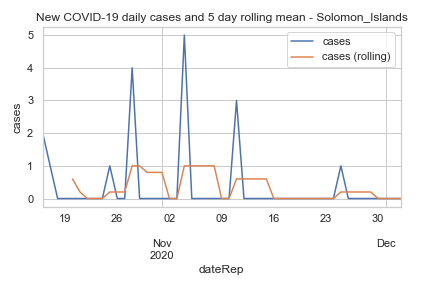 New COVID-19 daily cases and 5 day rolling mean - Solomon_Islands
cases
cases (rolling)
5
4
3
2
1
0
cases
19 26 02 09 16 23 30
Nov Dec
2020
dateRep